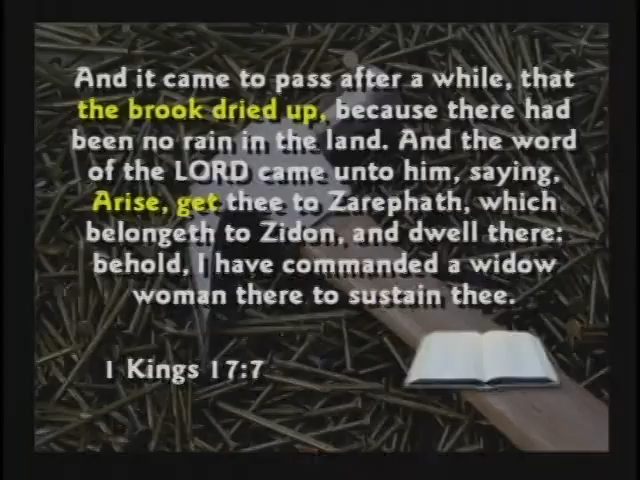 And it came to pass after a while, that
the brook dried up, because there had
been no rain in the land. And the word
of the LORD came unto him, saying,
Arise, get thee to Zarephath, which
belongeth to Zidon, and dwell there:
behold, I have commanded a widow
woman there to sustain thee.
1 Kings 17:7